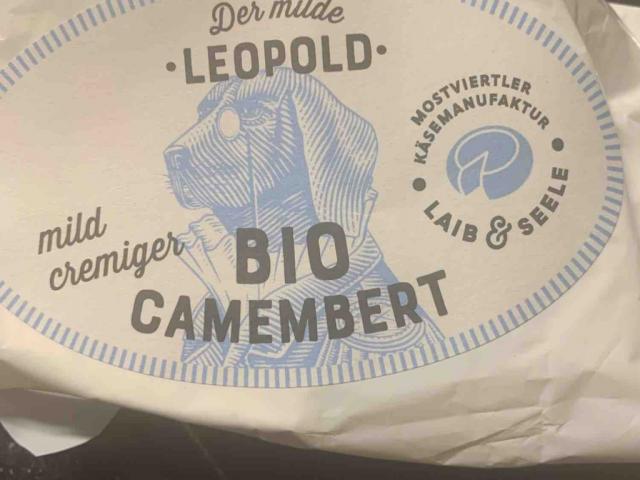 Der milde
·LEOPOLD·
MOSTVIERTLER
KÄSEMANUFAKTUR
LAIB & SEELE
mild
cremiger
BIO
CAMEMBERT